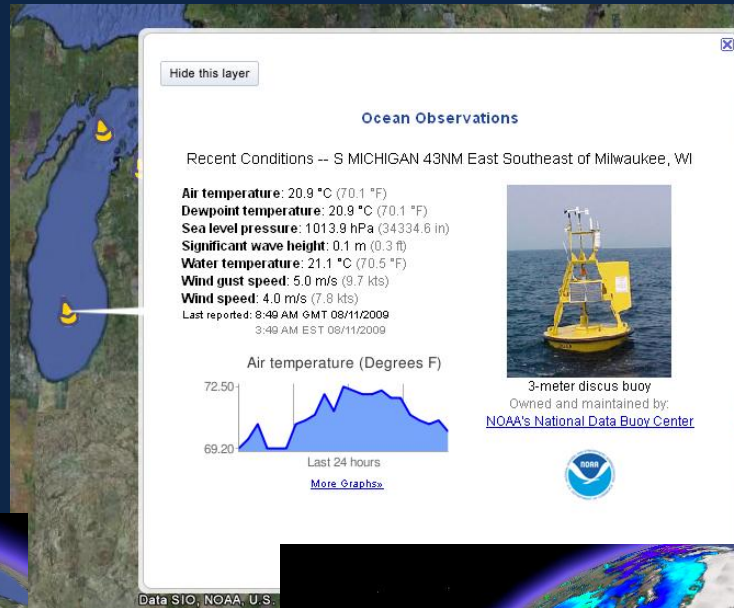 Hide this layer
Ocean Observations
Recent Conditions -- S MICHIGAN 43NM East Southeast of Milwaukee, WI
Air temperature: 20.9 °C (70.1 °F)
Dewpoint temperature: 20.9 °C (70.1 °F)
Sea level pressure: 1013.9 hPa (34334.6 in)
Significant wave height: 0.1 m (0.3 ft)
Water temperature: 21.1 °C (70.5 °F)
Wind gust speed: 5.0 m/s (9.7 kts)
Wind speed: 4.0 m/s (7.8 kts)
Last reported: 8:49 AM GMT 08/11/2009
3:49 AM EST 08/11/2009
Air temperature (Degrees F)
72.50
69.20
Last 24 hours
More Graphs»
3-meter discus buoy
Owned and maintained by:
NOAA's National Data Buoy Center
NOAA
Data SIO, NOAA, U.S.